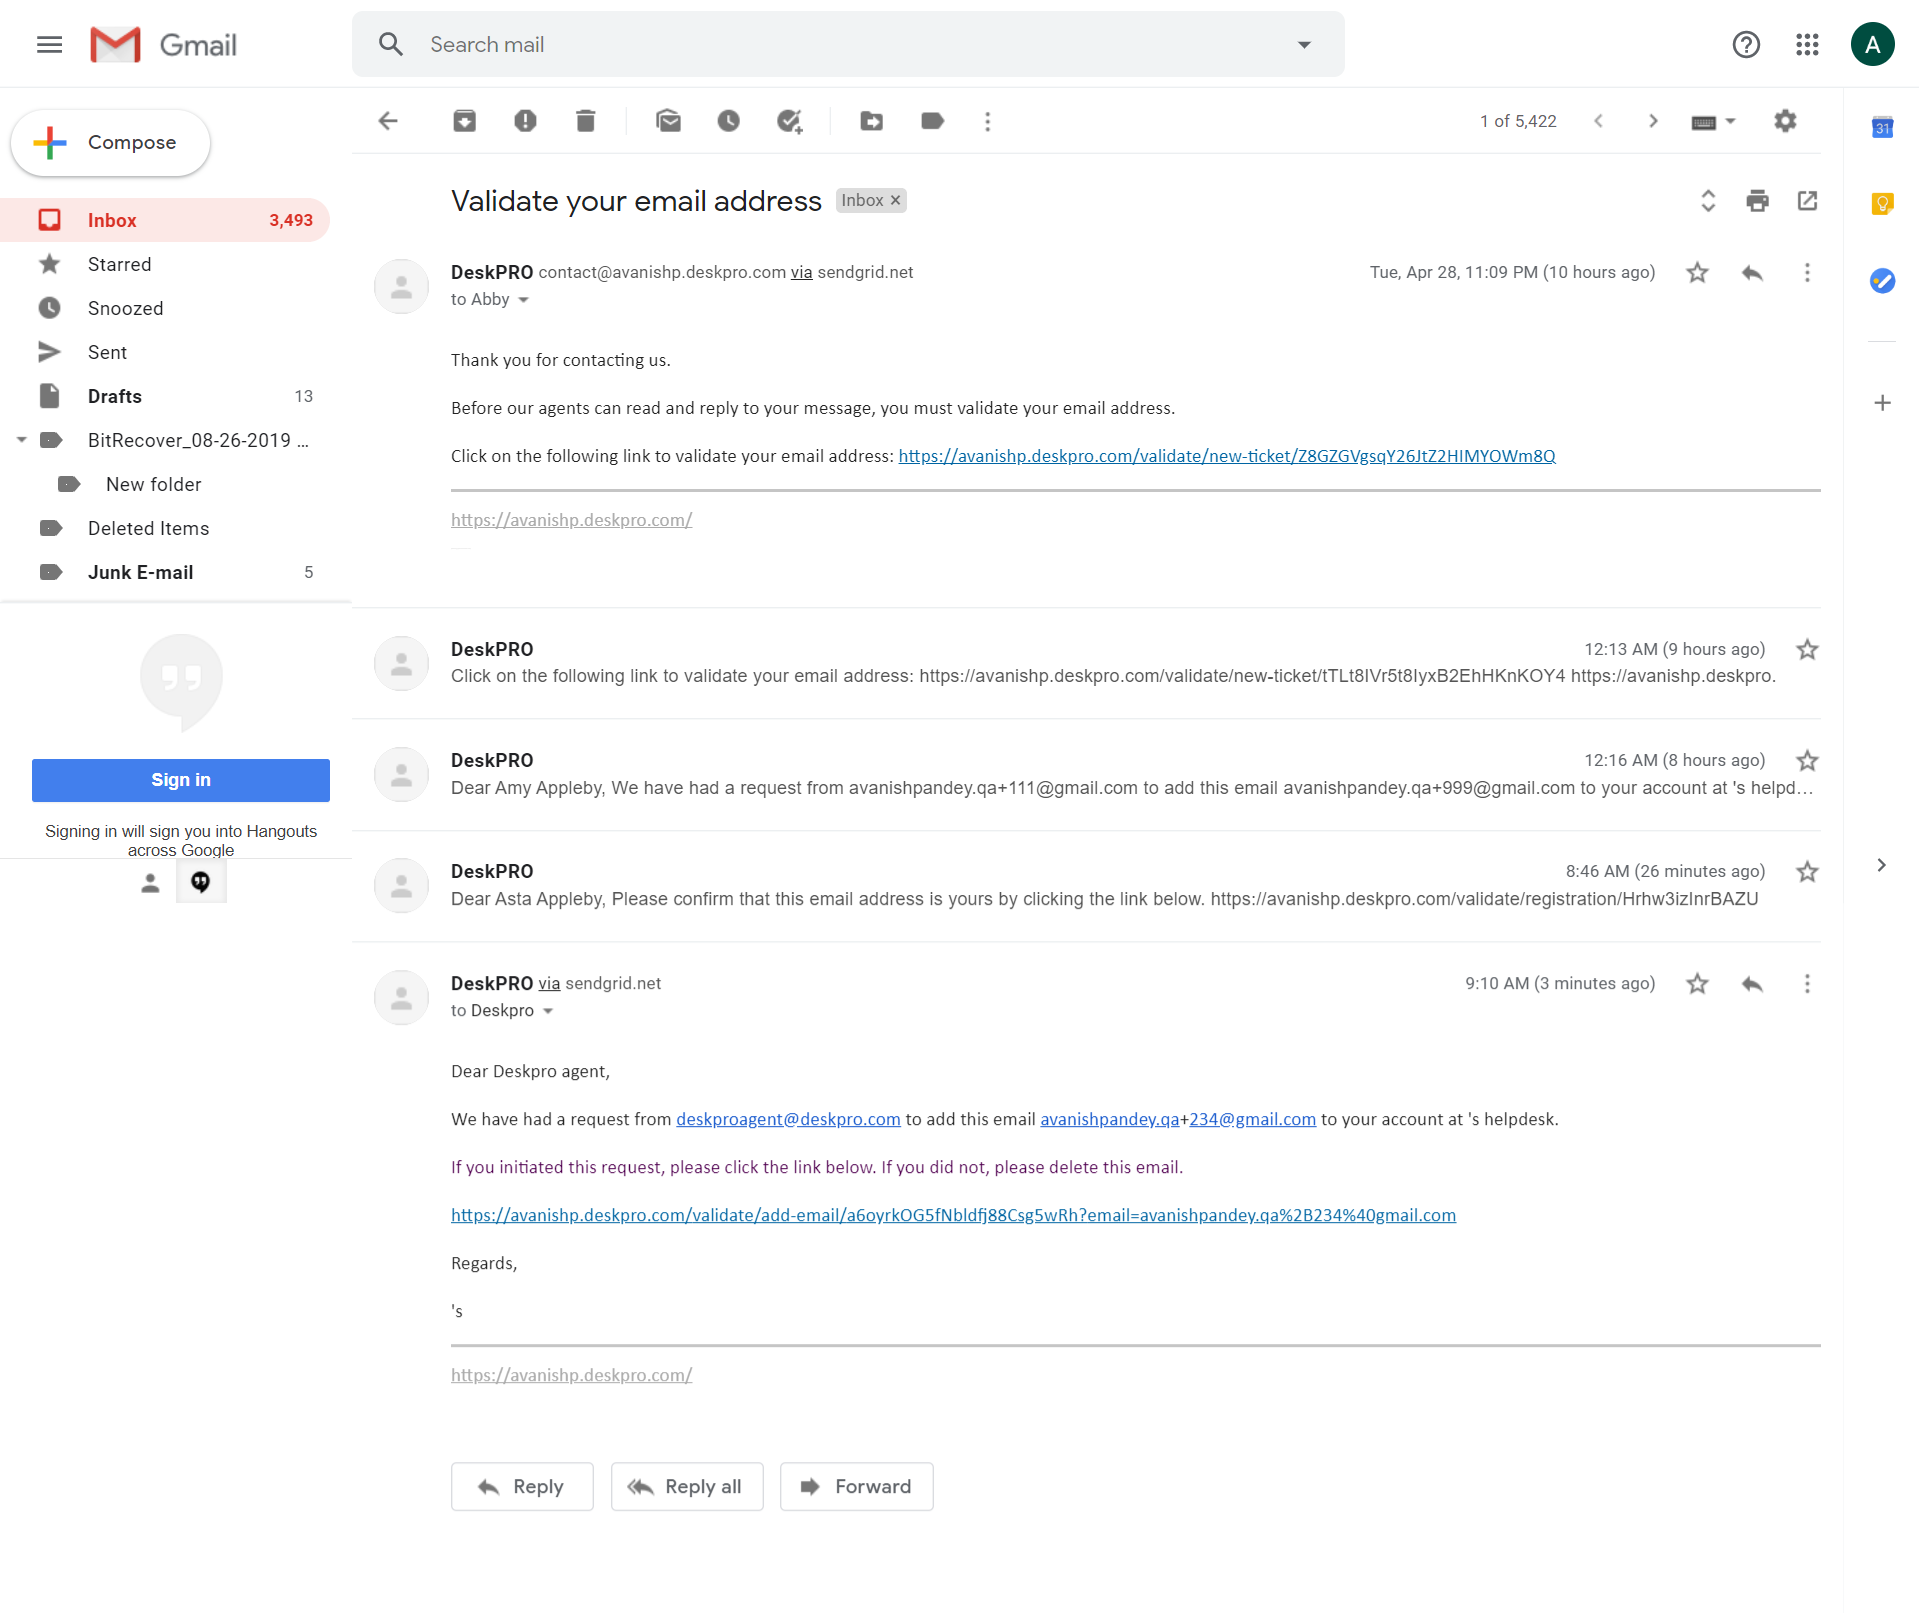 Gmail
Search mail
A
Compose
1 of 5,422
31
Inbox 3,493
Starred
Snoozed
Sent
Drafts 13
BitRecover_08-26-2019 ...
New folder
Deleted Items
Junk E-mail 5
Sign in
Signing in will sign you into Hangouts
across Google
Validate your email address Inbox ×
DeskPRO contact@avanishp.deskpro.com via sendgrid.net Tue, Apr 28, 11:09 PM (10 hours ago)
to Abby
Thank you for contacting us.
Before our agents can read and reply to your message, you must validate your email address.
Click on the following link to validate your email address: https://avanishp.deskpro.com/validate/new-ticket/Z8GZGVgsqY26JtZ2HIMYOWm8Q
https://avanishp.deskpro.com/
DeskPRO 12:13 AM (9 hours ago)
Click on the following link to validate your email address: https://avanishp.deskpro.com/validate/new-ticket/tTLt8IVr5t8IyxB2EhHKnKOY4 https://avanishp.deskpro.
DeskPRO 12:16 AM (8 hours ago)
Dear Amy Appleby, We have had a request from avanishpandey.qa+111@gmail.com to add this email avanishpandey.qa+999@gmail.com to your account at 's helpd…
DeskPRO 8:46 AM (26 minutes ago)
Dear Asta Appleby, Please confirm that this email address is yours by clicking the link below. https://avanishp.deskpro.com/validate/registration/Hrhw3izInrBAZU
DeskPRO via sendgrid.net 9:10 AM (3 minutes ago)
to Deskpro
Dear Deskpro agent,
We have had a request from deskproagent@deskpro.com to add this email avanishpandey.qa+234@gmail.com to your account at 's helpdesk.
If you initiated this request, please click the link below. If you did not, please delete this email.
https://avanishp.deskpro.com/validate/add-email/a6oyrkOG5fNbldfj88Csg5wRh?email=avanishpandey.qa%2B234%40gmail.com
Regards,
's
https://avanishp.deskpro.com/
Reply Reply all Forward